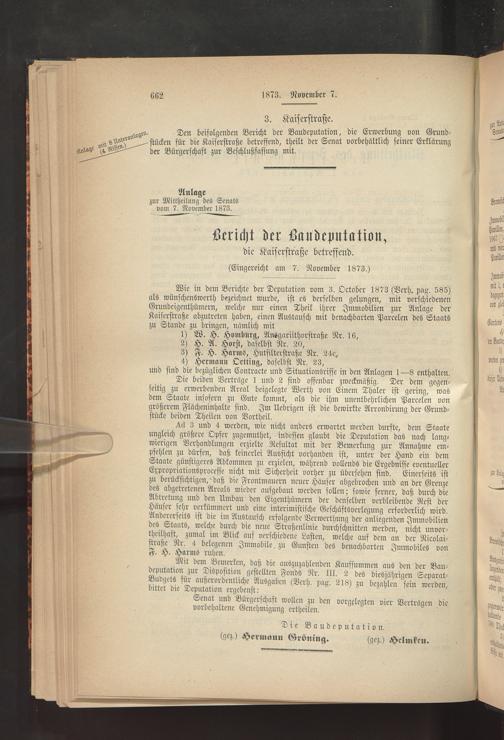 662
1873. November 7.
3. Kaiserstraße.
Anlage mit 8 Unteranlagen.
(4 Rissen.)
Den beifolgenden Bericht der Baudeputation, die Erwerbung von Grund-
stücken für die Kaiserstraße betreffend, theilt der Senat vorbehältlich seiner Erklärung
der Bürgerschaft zur Beschlußfassung mit.
Anlage
zur Mittheilung des Senats
vom 7. November 1873.
Bericht der Baudeputation,
die Kaiserstraße betreffend.
(Eingereicht am 7. November 1873.)
Wie in dem Berichte der Deputation vom 3. October 1873 (Verh. pag. 585)
als wünschenswerth bezeichnet wurde, ist es derselben gelungen, mit verschiedenen
Grundeigenthümern, welche nur einen Theil ihrer Immobilien zur Anlage der
Kaiserstraße abzutreten haben, einen Austausch mit benachbarten Parcelen des Staats
zu Stande zu bringen, nämlich mit
1) W. H. Homburg, Ansgariithorstraße Nr. 16,
2) H. A. Horst, daselbst Nr. 20,
3) F. H. Harms, Hutfilterstraße Nr. 24c,
4) Hermann Oetting, daselbst Nr. 23,
und sind die bezüglichen Contracte und Situationsrisse in den Anlagen 1—8 enthalten.
Die beiden Verträge 1 und 2 sind offenbar zweckmäßig. Der dem gegen-
seitig zu erwerbenden Areal beigelegte Werth von Einem Thaler ist gering, was
dem Staate insofern zu Gute kommt, als die ihm unentbehrlichen Parcelen von
größerem Flächeninhalte sind. Im Uebrigen ist die bewirkte Arrondirung der Grund-
stücke beiden Theilen von Vortheil.
Ad 3 und 4 werden, wie nicht anders erwartet werden durfte, dem Staate
ungleich größere Opfer zugemuthet, indessen glaubt die Deputation das nach lang-
wierigen Verhandlungen erzielte Resultat mit der Bemerkung zur Annahme em-
pfehlen zu dürfen, daß keinerlei Aussicht vorhanden ist, unter der Hand ein dem
Staate günstigeres Abkommen zu erzielen, während vollends die Ergebnisse eventueller
Expropriationsprocesse nicht mit Sicherheit vorher zu übersehen sind. Einerseits ist
zu berücksichtigen, daß die Frontmauern neuer Häuser abgebrochen und an der Grenze
des abgetretenen Areals wieder aufgebaut werden sollen; sowie ferner, daß durch die
Abtretung und den Umbau den Eigenthümern der denselben verbleibende Rest der
Häuser sehr verkümmert und eine interimistische Geschäftsverlegung erforderlich wird.
Andererseits ist die im Austausch erfolgende Verwerthung der anliegenden Immobilien
des Staats, welche durch die neue Straßenlinie durchschnitten werden, nicht unvor-
theilhaft, zumal im Blick auf verschiedene Lasten, welche auf dem an der Nicolai-
straße Nr. 4 belegenen Immobile zu Gunsten des benachbarten Immobiles von
F. H. Harms ruhen.
Mit dem Bemerken, daß die auszuzahlenden Kaufsummen aus den der Bau-
deputation zur Disposition gestellten Fonds Nr. III. 2 des diesjährigen Separat-
Budgets für außerordentliche Ausgaben (Verh. pag. 218) zu bezahlen sein werden,
bittet die Deputation ergebenst:
Senat und Bürgerschaft wollen zu den vorgelegten vier Verträgen die
vorbehaltene Genehmigung ertheilen.
Die Baudeputation.
(gez.) Hermann Gröning. (gez.) Helmken.